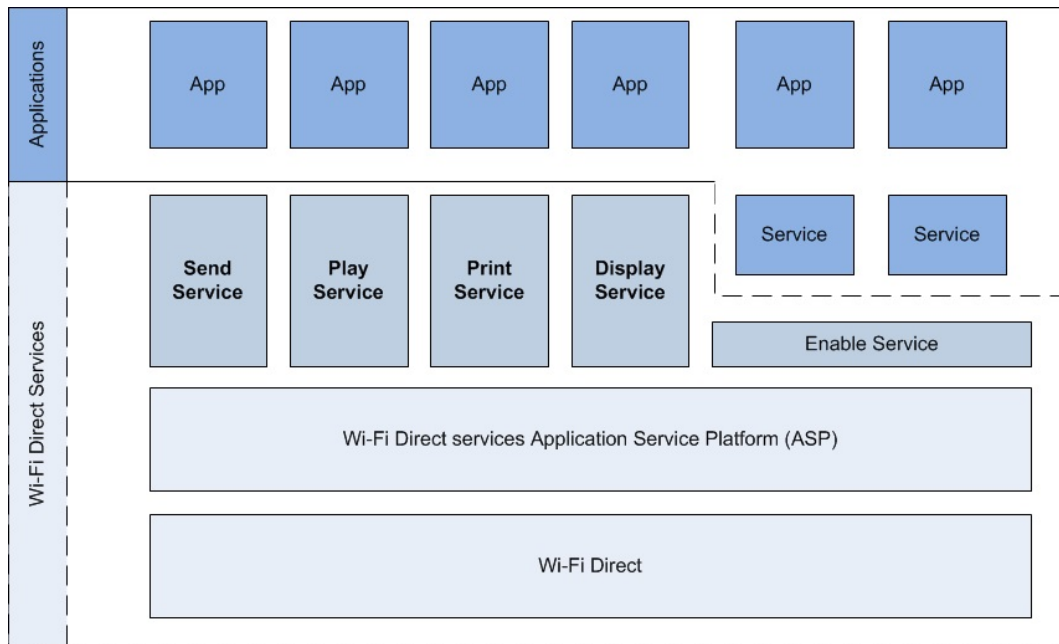 Applications
App
App
App
App
App
App
Wi-Fi Direct Services
Send
Service
Play
Service
Print
Service
Display
Service
Service
Service
Enable Service
Wi-Fi Direct services Application Service Platform (ASP)
Wi-Fi Direct